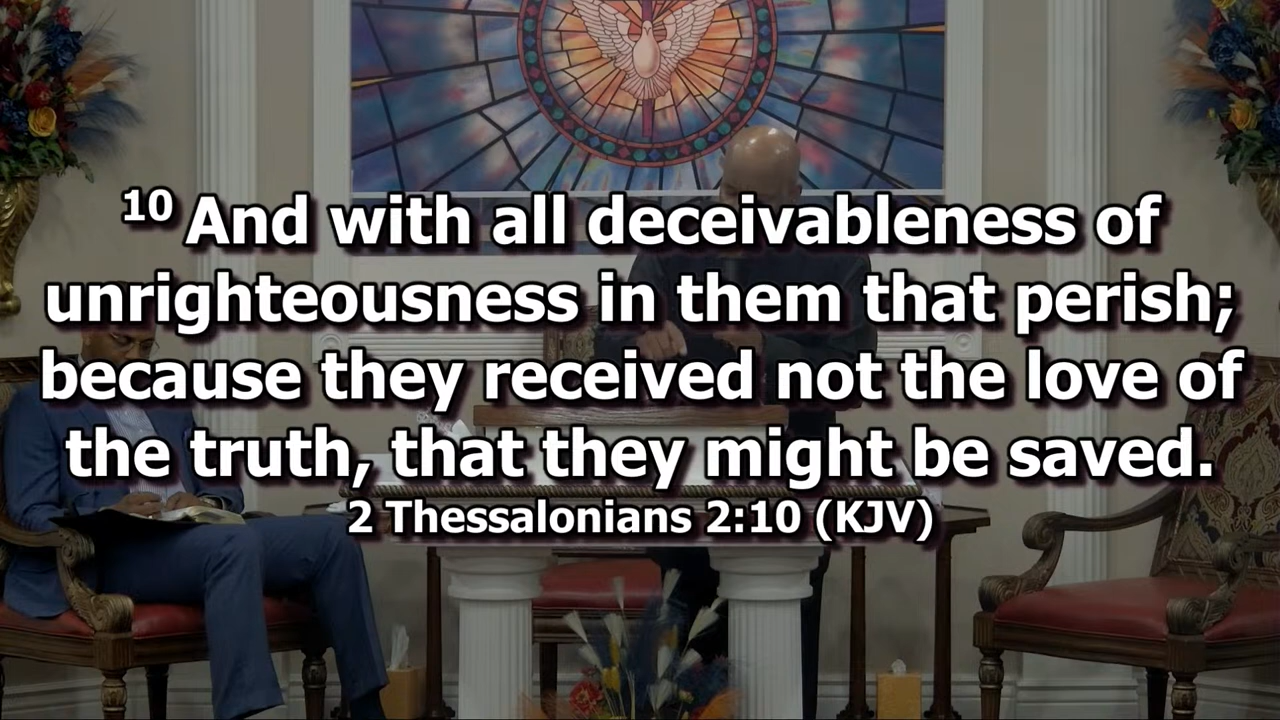 10 And with all deceivableness of
unrighteousness in them that perish;
because they received not the love of
the truth, that they might be saved.
2 Thessalonians 2:10 (KJV)